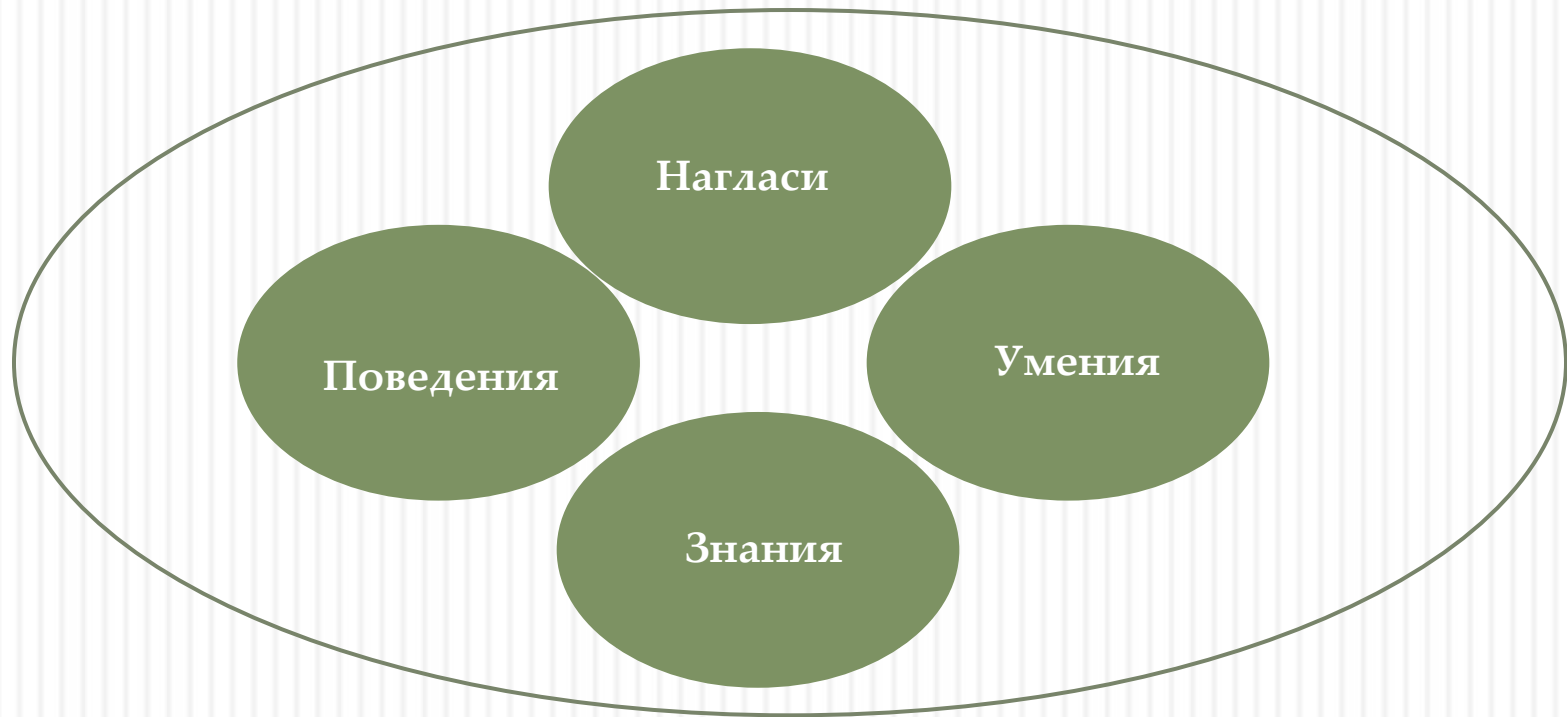 Нагласи
Поведения
Умения
Знания